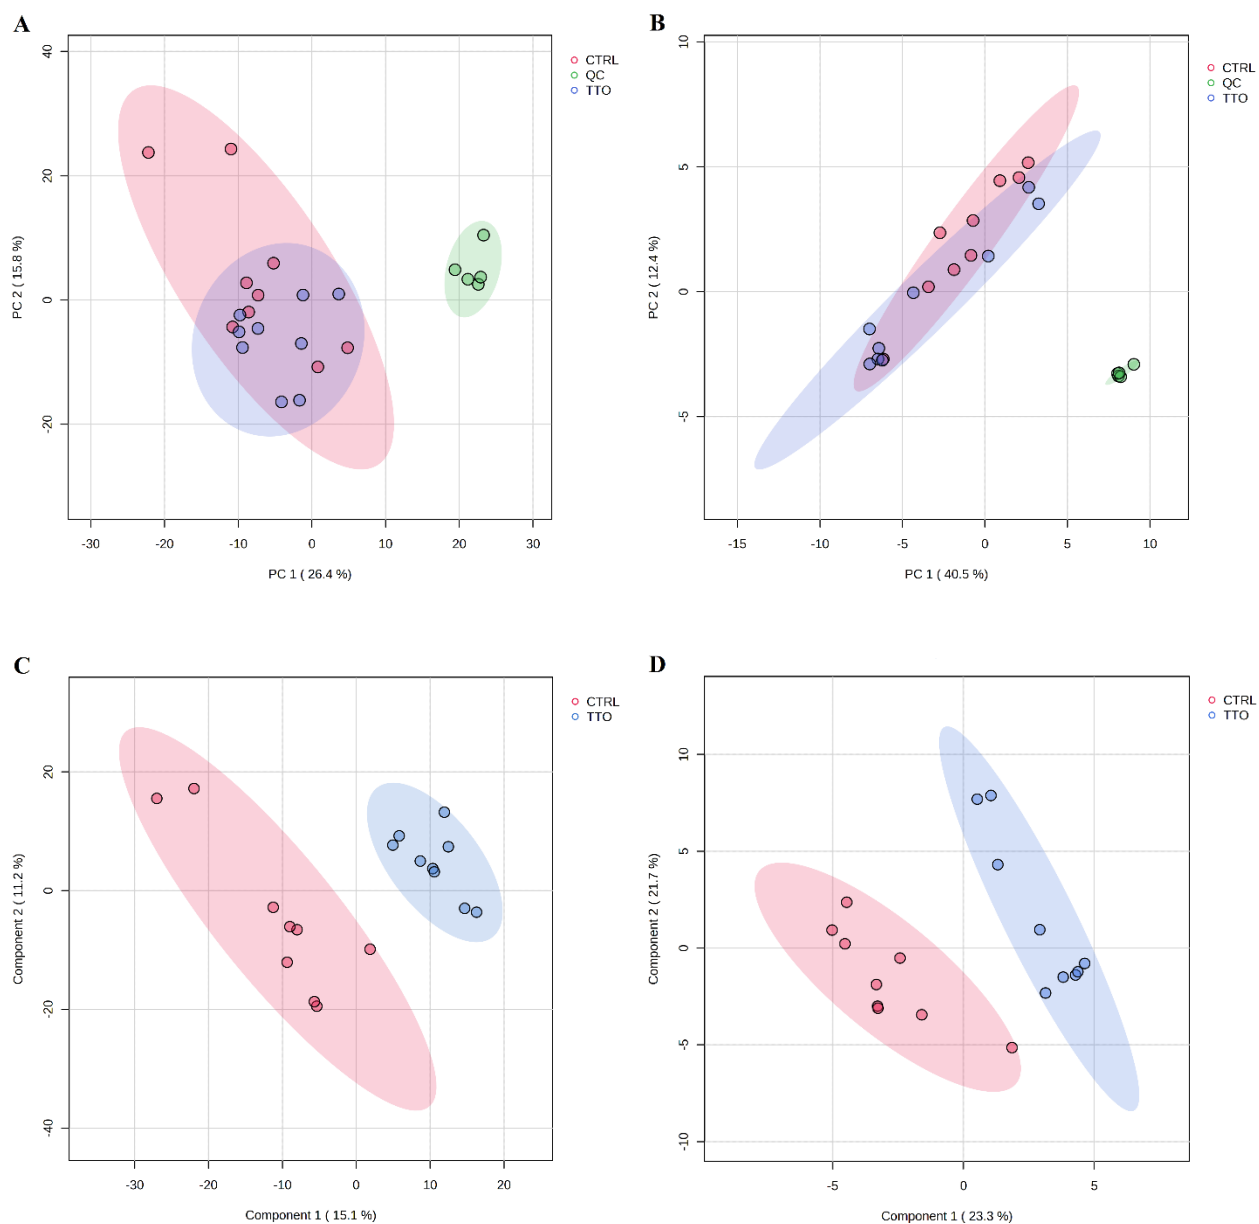 A
CTRL
QC
TTO
40
20
0
-20
PC 2 ( 15.8 %)
-30 -20 -10 0 10 20 30
PC 1 ( 26.4 %)
B
CTRL
QC
TTO
10
5
0
-5
PC 2 ( 12.4 %)
-15 -10 -5 0 5 10
PC 1 ( 40.5 %)
C
CTRL
TTO
20
0
-20
-40
Component 2 ( 11.2 %)
-30 -20 -10 0 10 20
Component 1 ( 15.1 %)
D
CTRL
TTO
10
5
0
-5
-10
Component 2 ( 21.7 %)
-5 0 5
Component 1 ( 23.3 %)